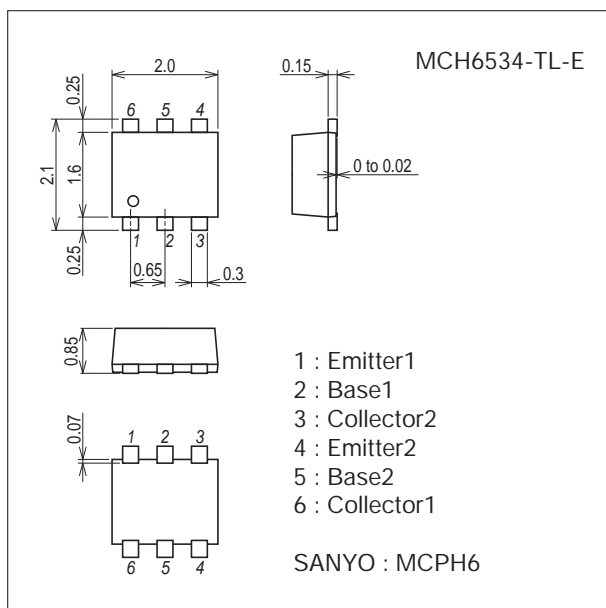 MCH6534-TL-E
2.0
0.15
0.25
6 5 4
2.1
1.6
0 to 0.02
1 2 3
0.25
0.65
0.3
0.85
1 : Emitter1
2 : Base1
3 : Collector2
4 : Emitter2
5 : Base2
6 : Collector1
0.07
1 2 3
6 5 4
SANYO : MCPH6